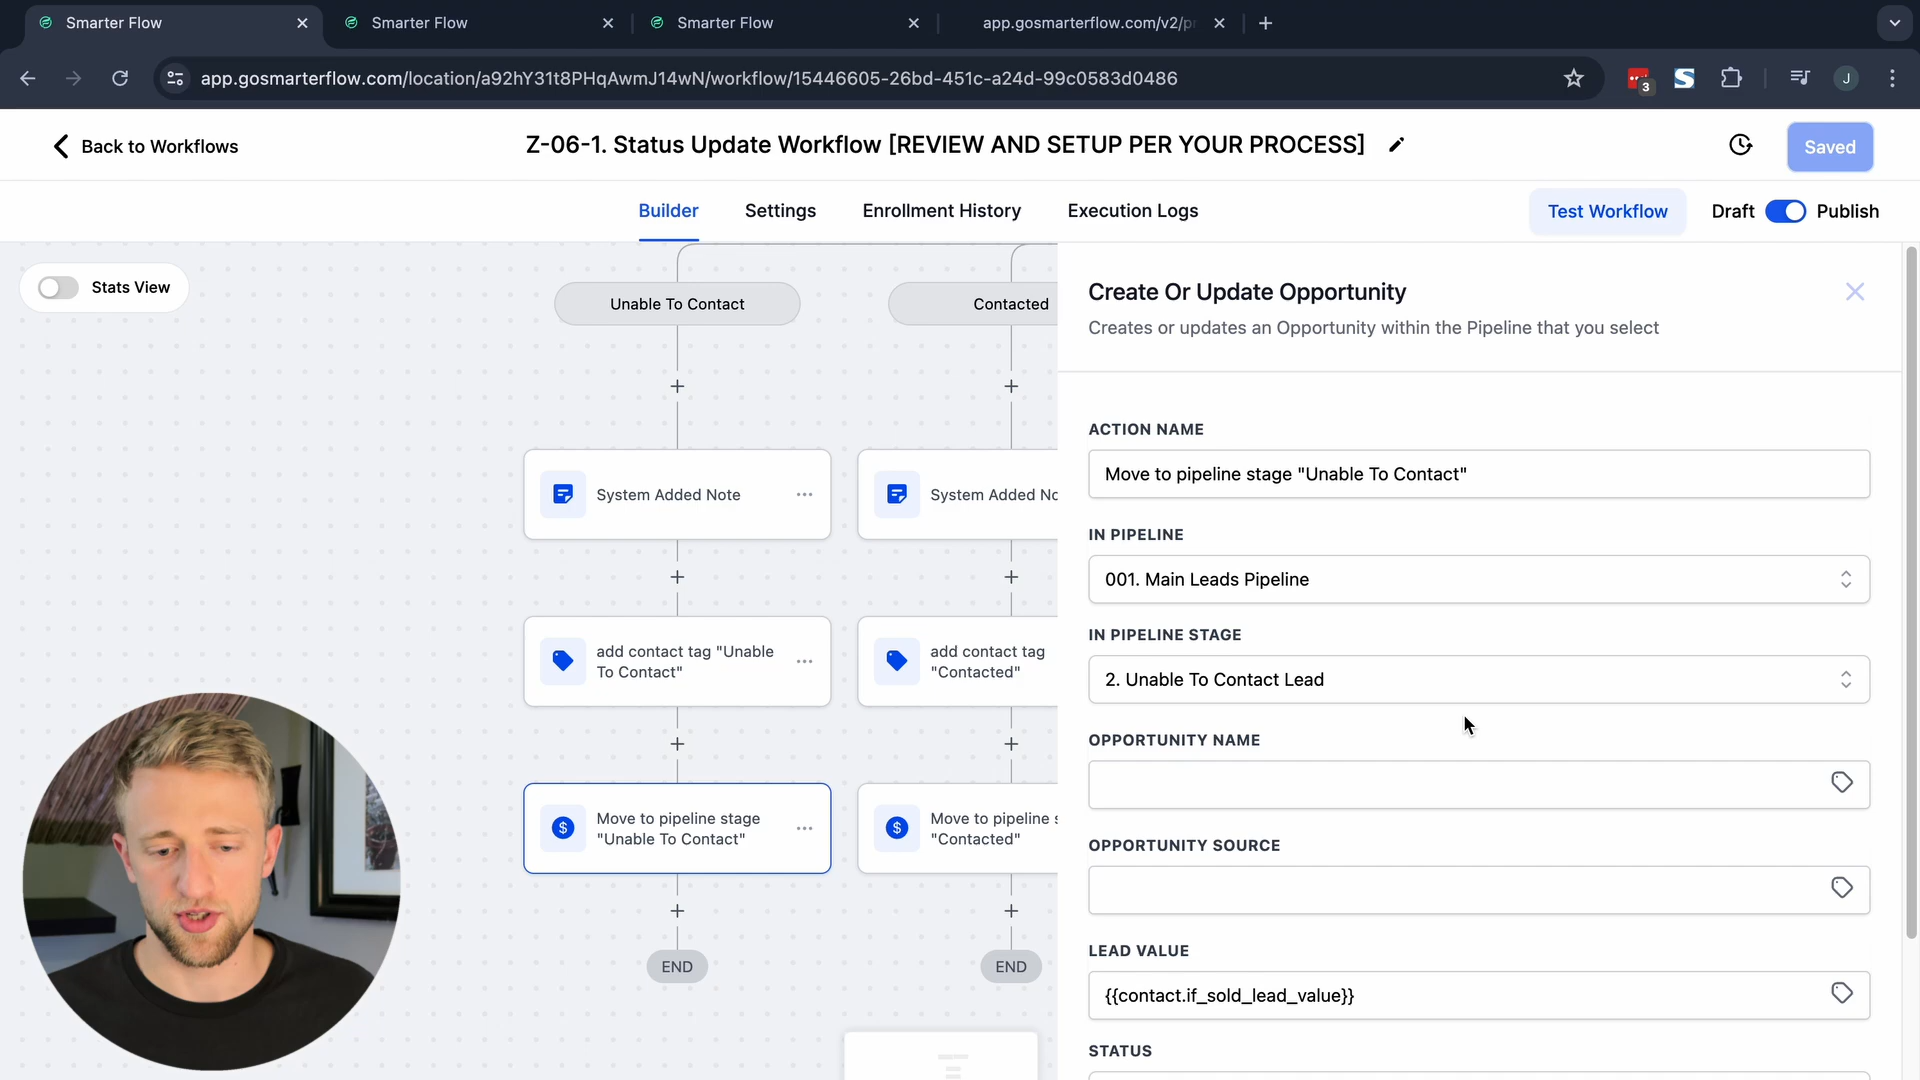 Smarter Flow
Smarter Flow
Smarter Flow
app.gosmarterflow.com/v2/pr
app.gosmarterflow.com/location/a92hY31t8PHqAwmJ14wN/workflow/15446605-26bd-451c-a24d-99c0583d0486
3
J
Back to Workflows
Z-06-1. Status Update Workflow [REVIEW AND SETUP PER YOUR PROCESS]
Saved
Builder
Settings
Enrollment History
Execution Logs
Test Workflow
Draft
Publish
Stats View
Unable To Contact
Contacted
System Added Note
System Added No
add contact tag "Unable
To Contact"
add contact tag
"Contacted"
Move to pipeline stage
"Unable To Contact"
Move to pipeline s
"Contacted"
END
END
Create Or Update Opportunity
Creates or updates an Opportunity within the Pipeline that you select
ACTION NAME
Move to pipeline stage "Unable To Contact"
IN PIPELINE
001. Main Leads Pipeline
IN PIPELINE STAGE
2. Unable To Contact Lead
OPPORTUNITY NAME
OPPORTUNITY SOURCE
LEAD VALUE
{{contact.if_sold_lead_value}}
STATUS